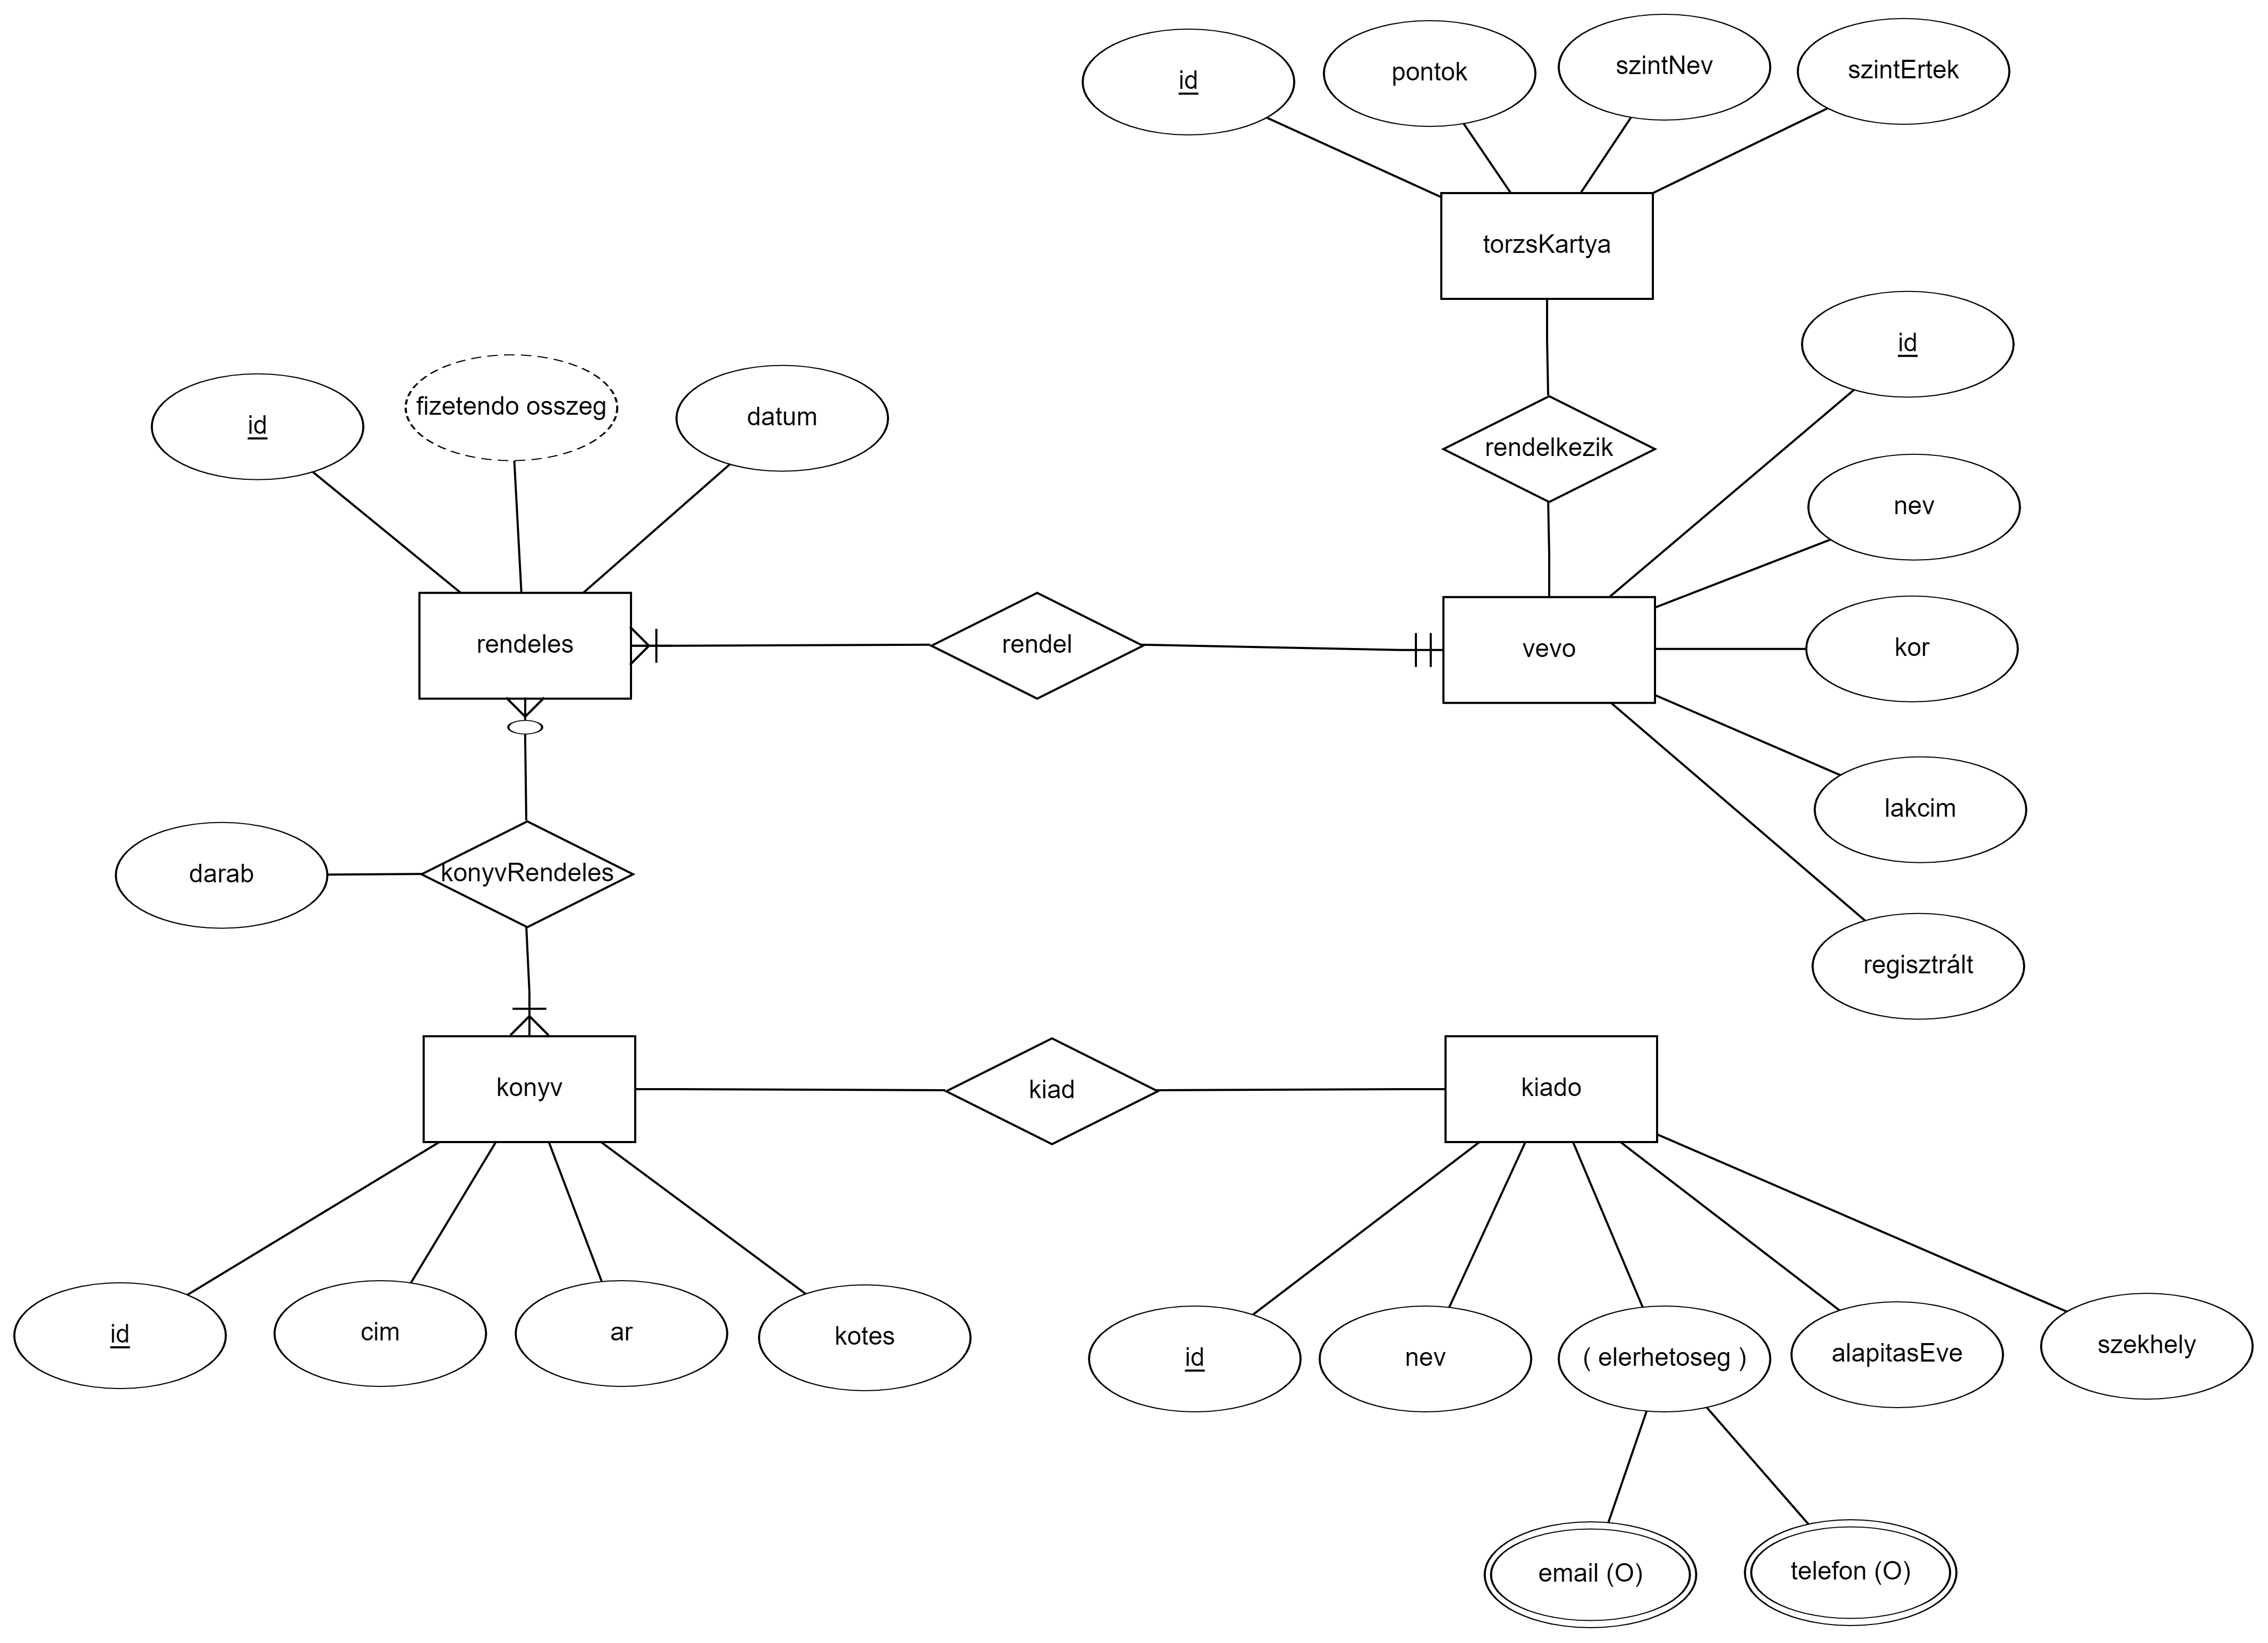 id
pontok
szintNev
szintErtek
torzsKartya
id
rendelkezik
nev
id
fizetendo osszeg
datum
rendeles
rendel
vevo
kor
lakcim
darab
konyvRendeles
regisztrált
konyv
kiad
kiado
id
cim
ar
kotes
id
nev
( elerhetoseg )
alapitasEve
szekhely
email (O)
telefon (O)